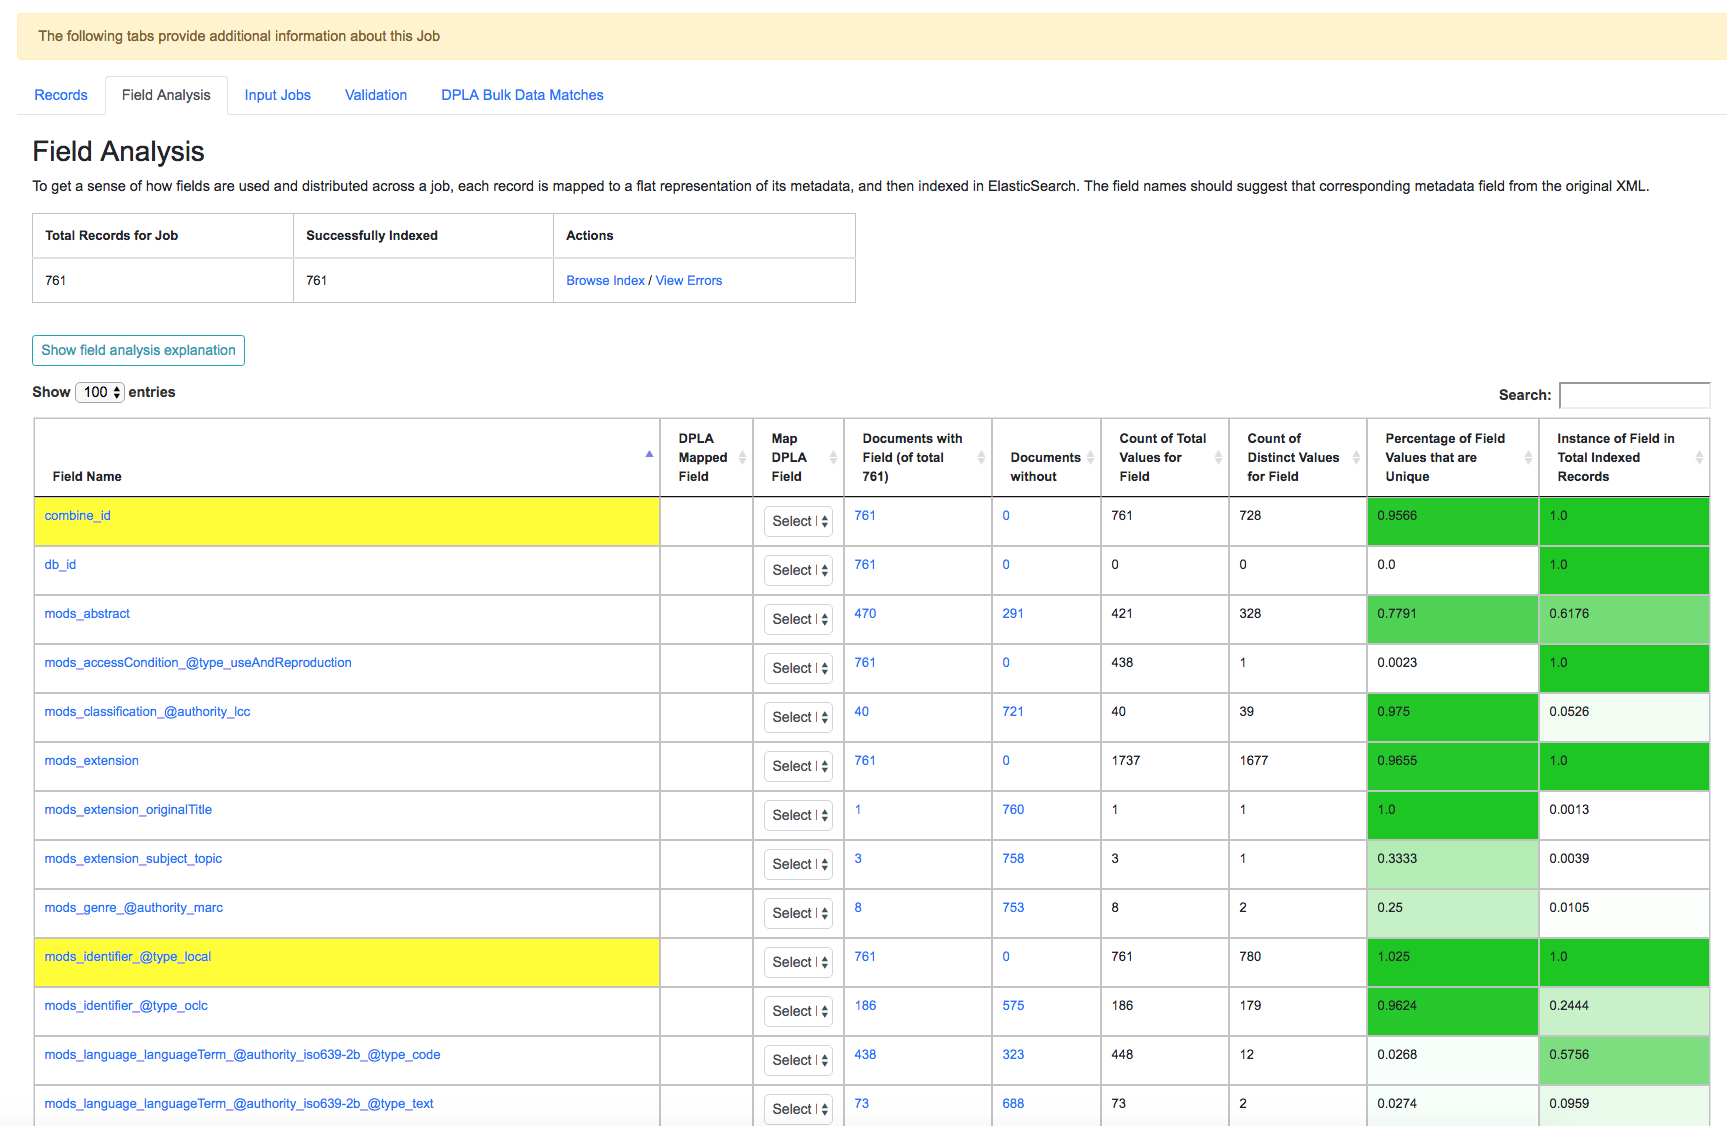 The following tabs provide additional information about this Job
Records Field Analysis Input Jobs Validation DPLA Bulk Data Matches
Field Analysis
To get a sense of how fields are used and distributed across a job, each record is mapped to a flat representation of its metadata, and then indexed in ElasticSearch. The field names should suggest that corresponding metadata field from the original XML.
Total Records for Job Successfully Indexed Actions
761 761 Browse Index / View Errors
Show field analysis explanation
Show 100 entries
Search:
Field Name DPLA Mapped Field Map DPLA Field Documents with Field (of total 761) Documents without Count of Total Values for Field Count of Distinct Values for Field Percentage of Field Values that are Unique Instance of Field in Total Indexed Records
combine_id Select 761 0 761 728 0.9566 1.0
db_id Select 761 0 0 0 0.0 1.0
mods_abstract Select 470 291 421 328 0.7791 0.6176
mods_accessCondition_@type_useAndReproduction Select 761 0 438 1 0.0023 1.0
mods_classification_@authority_lcc Select 40 721 40 39 0.975 0.0526
mods_extension Select 761 0 1737 1677 0.9655 1.0
mods_extension_originalTitle Select 1 760 1 1 1.0 0.0013
mods_extension_subject_topic Select 3 758 3 1 0.3333 0.0039
mods_genre_@authority_marc Select 8 753 8 2 0.25 0.0105
mods_identifier_@type_local Select 761 0 761 780 1.025 1.0
mods_identifier_@type_oclc Select 186 575 186 179 0.9624 0.2444
mods_language_languageTerm_@authority_iso639-2b_@type_code Select 438 323 448 12 0.0268 0.5756
mods_language_languageTerm_@authority_iso639-2b_@type_text Select 73 688 73 2 0.0274 0.0959